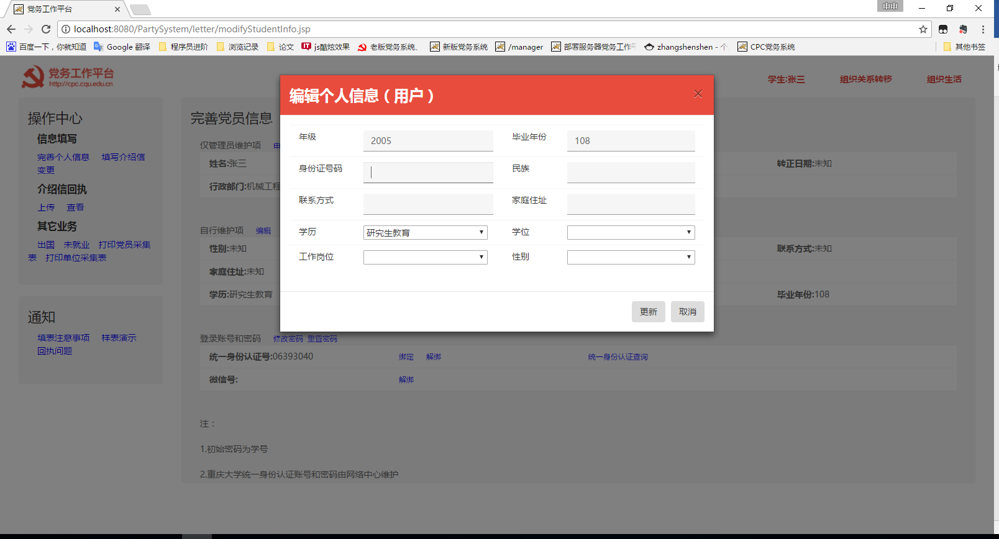 党务工作平台
申申
localhost:8080/PartySystem/letter/modifyStudentInfo.jsp
百度一下，你就知道 Google 翻译 程序员进阶 浏览记录 论文 js酷炫效果 老版党务系统、 新版党务系统 /manager 部署服务器党务工作平 zhangshenshen - 个 CPC党务系统 其他书签
党务工作平台
http://cpc.cqu.edu.cn
学生:张三 组织关系转移 组织生活
操作中心
信息填写
完善个人信息 填写介绍信
变更
介绍信回执
上传 查看
其它业务
出国 未就业 打印党员采集
表 打印单位采集表
通知
填表注意事项 样表演示
回执问题
完善党员信息
仅管理员维护项 申
姓名:张三 转正日期:未知
行政部门:机械工程
自行维护项 编辑
性别:未知 联系方式:未知
家庭住址:未知
学历:研究生教育 毕业年份:108
登录账号和密码 修改密码 重置密码
统一身份认证号:06393040 绑定 解绑 统一身份认证查询
微信号: 解绑
注：
1.初始密码为学号
2.重庆大学统一身份认证账号和密码由网络中心维护
编辑个人信息（用户）
年级 2005 毕业年份 108
身份证号码 民族
联系方式 家庭住址
学历 研究生教育 学位
工作岗位 性别
更新 取消